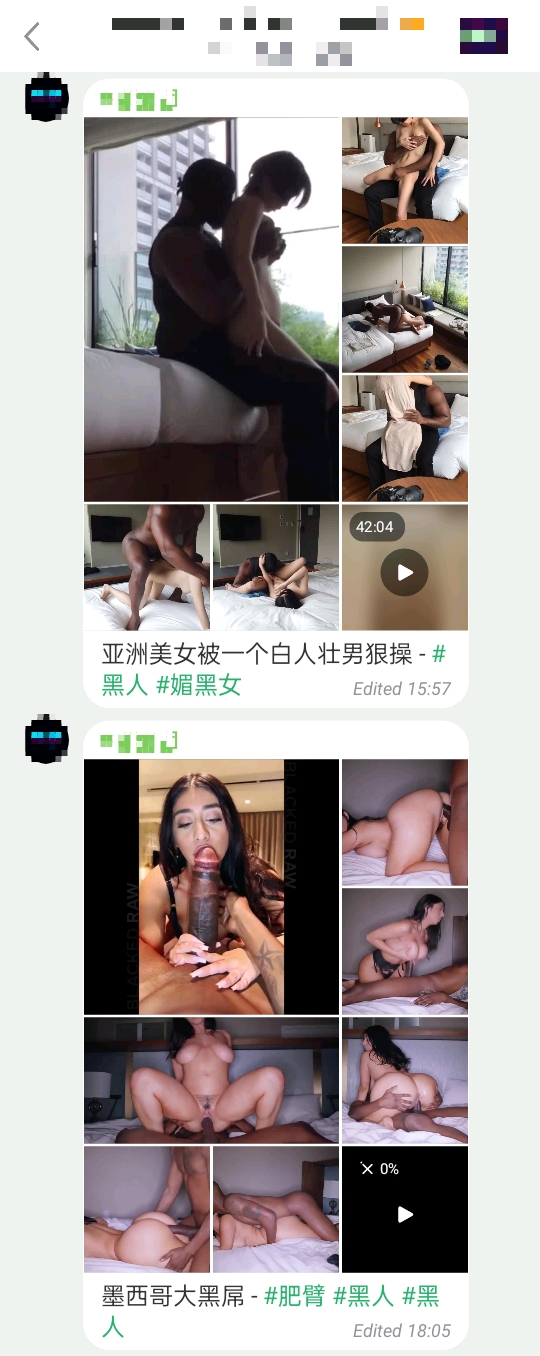 42:04
亚洲美女被一个白人壮男狠操 - #
黑人 #媚黑女
Edited 15:57
BLACKED RAW
BLACKED RAW
0%
墨西哥大黑屌 - #肥臂 #黑人 #黑
人
Edited 18:05